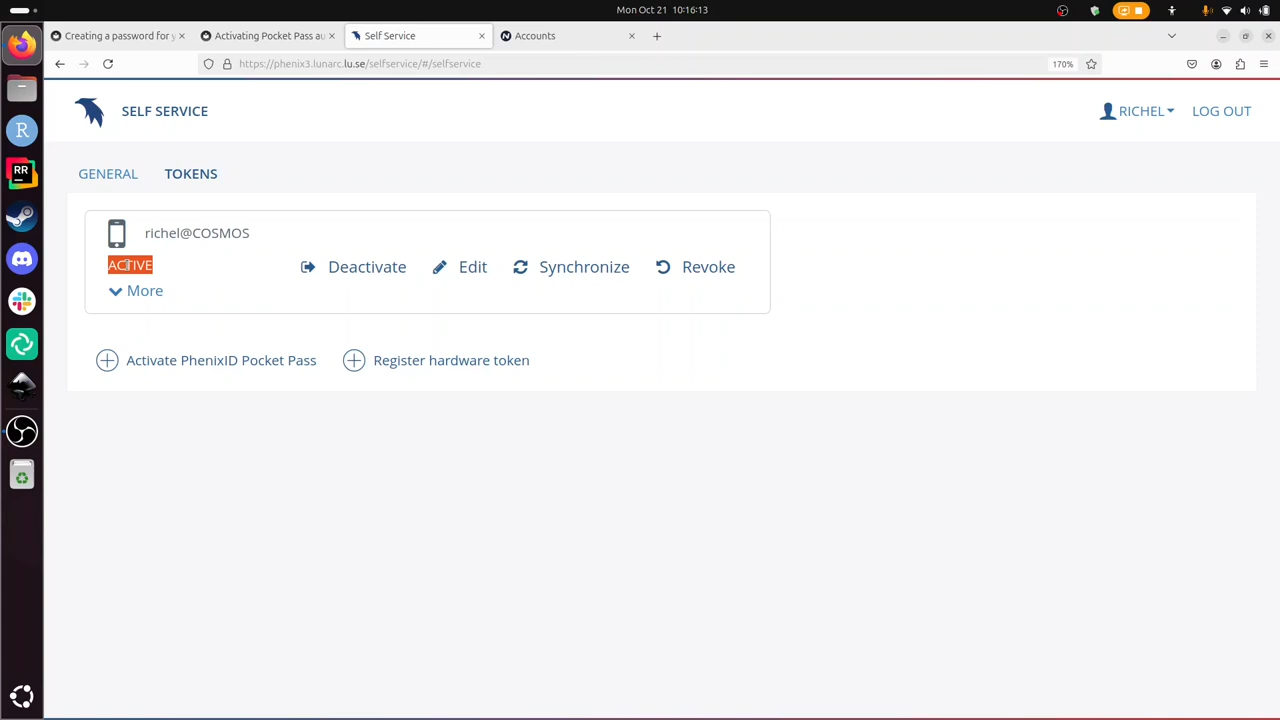 Mon Oct 21 10:16:13
Creating a password for y
Activating Pocket Pass au
Self Service
Accounts
https://phenix3.lunarc.lu.se/selfservice/#/selfservice
170%
SELF SERVICE
RICHEL
LOG OUT
GENERAL
TOKENS
richel@COSMOS
ACTIVE
Deactivate
Edit
Synchronize
Revoke
More
Activate PhenixID Pocket Pass
Register hardware token
R
RR